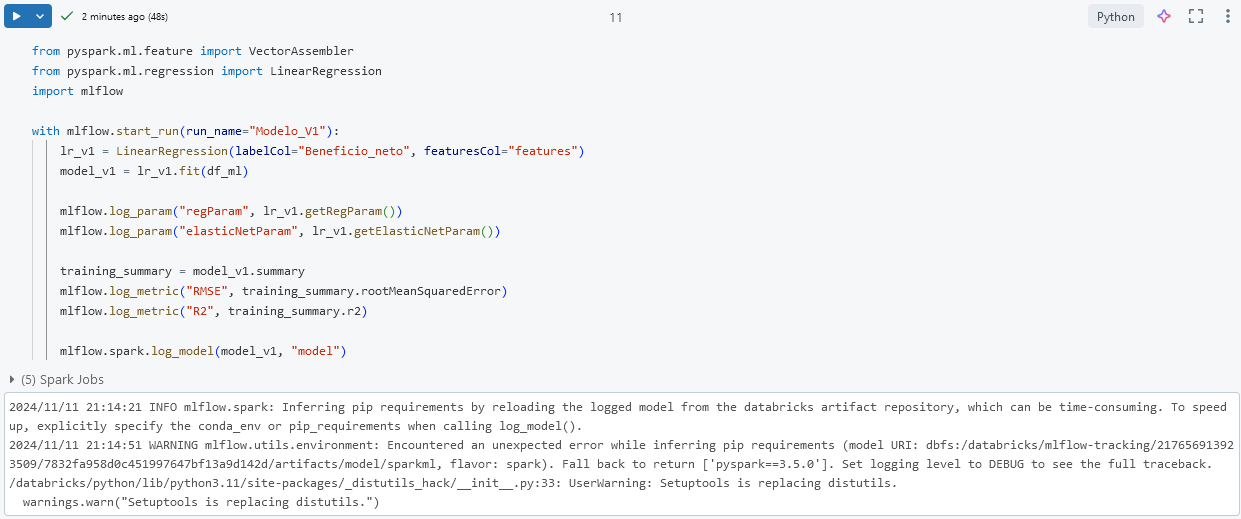 2 minutes ago (48s)
11
Python
from pyspark.ml.feature import VectorAssembler
from pyspark.ml.regression import LinearRegression
import mlflow
with mlflow.start_run(run_name="Modelo_V1"):
    lr_v1 = LinearRegression(labelCol="Beneficio_neto", featuresCol="features")
    model_v1 = lr_v1.fit(df_ml)
    mlflow.log_param("regParam", lr_v1.getRegParam())
    mlflow.log_param("elasticNetParam", lr_v1.getElasticNetParam())
    training_summary = model_v1.summary
    mlflow.log_metric("RMSE", training_summary.rootMeanSquaredError)
    mlflow.log_metric("R2", training_summary.r2)
    mlflow.spark.log_model(model_v1, "model")
(5) Spark Jobs
2024/11/11 21:14:21 INFO mlflow.spark: Inferring pip requirements by reloading the logged model from the databricks artifact repository, which can be time-consuming. To speed
up, explicitly specify the conda_env or pip_requirements when calling log_model().
2024/11/11 21:14:51 WARNING mlflow.utils.environment: Encountered an unexpected error while inferring pip requirements (model URI: dbfs:/databricks/mlflow-tracking/21765691392
3509/7832fa958d0c451997647bf13a9d142d/artifacts/model/sparkml, flavor: spark). Fall back to return ['pyspark==3.5.0']. Set logging level to DEBUG to see the full traceback.
/databricks/python/lib/python3.11/site-packages/_distutils_hack/__init__.py:33: UserWarning: Setuptools is replacing distutils.
  warnings.warn("Setuptools is replacing distutils.")